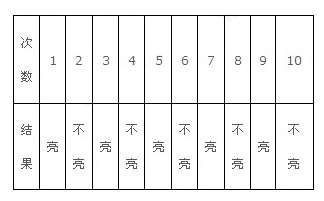 次数 1 2 3 4 5 6 7 8 9 10
结果 亮 不亮 亮 不亮 亮 不亮 亮 不亮 亮 不亮